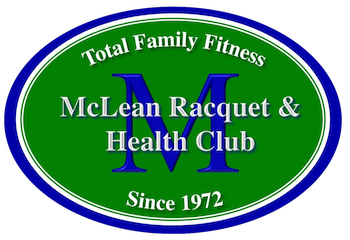 Total Family Fitness
M
McLean Racquet &
Health Club
Since 1972